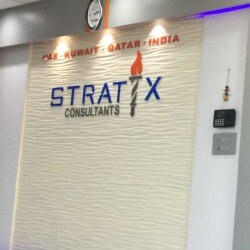 UAE · KUWAIT · QATAR · INDIA
STRATIX
CONSULTANTS